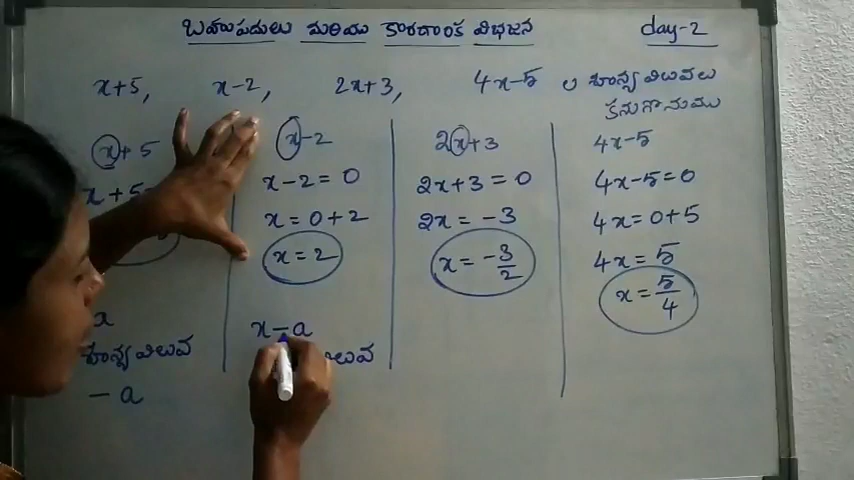 బహుపదులు మరియు కారణాంక విభజన day-2
x+5, x-2, 2x+3, 4x-5 ల శూన్య విలువలు
కనుగొనుము
x+5
x+5
a
శూన్య విలువ
- a
x-2
x-2=0
x=0+2
x=2
x-a
విలువ
2x+3
2x+3=0
2x=-3
x=-3/2
4x-5
4x-5=0
4x=0+5
4x=5
x=5/4